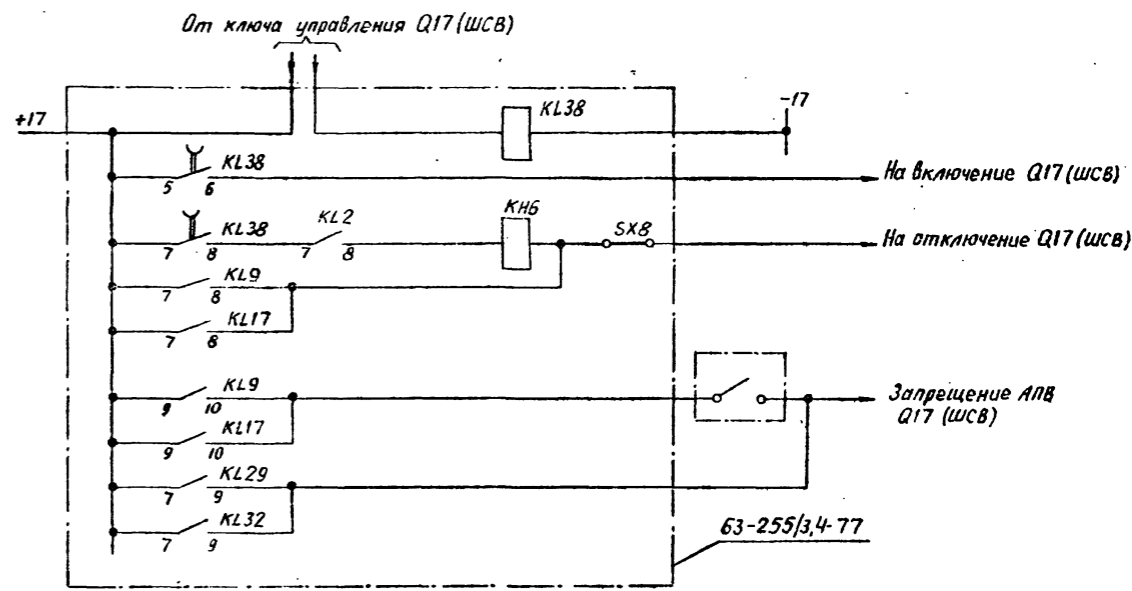 От ключа управления Q17 (ШСВ)
+17
KL38
-17
KL38
5 6
На включение Q17 (ШСВ)
KL38
7 8
KL2
7 8
KH6
SX8
На отключение Q17 (ШСВ)
KL9
7 8
KL17
7 8
KL9
9 10
Запрещение АПВ
Q17 (ШСВ)
KL17
9 10
KL29
7 9
KL32
7 9
63-255/3,4-77